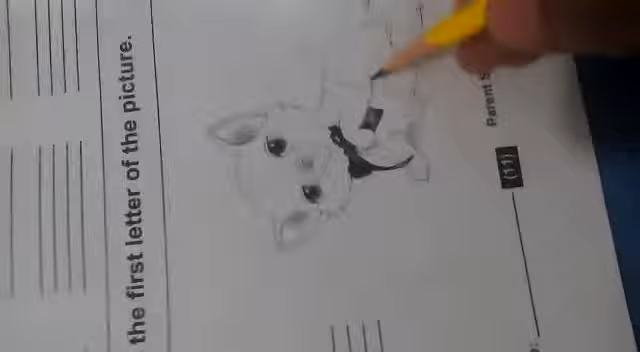 the first letter of the picture.
(11)
Parent